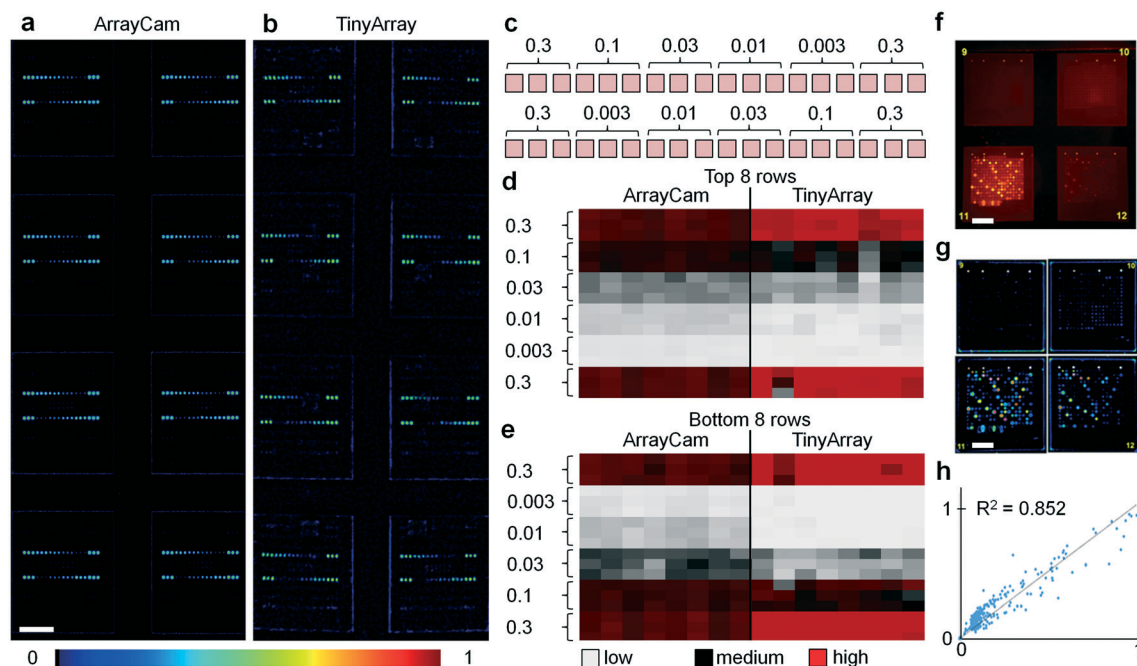 a
ArrayCam
b
TinyArray
0
1
c
0.3 0.1 0.03 0.01 0.003 0.3
0.3 0.003 0.01 0.03 0.1 0.3
d
Top 8 rows
ArrayCam TinyArray
0.3
0.1
0.03
0.01
0.003
0.3
e
Bottom 8 rows
ArrayCam TinyArray
0.3
0.003
0.01
0.03
0.1
0.3
low medium high
f
9 10
11 12
g
9 10
11 12
h
1
R² = 0.852
0
0